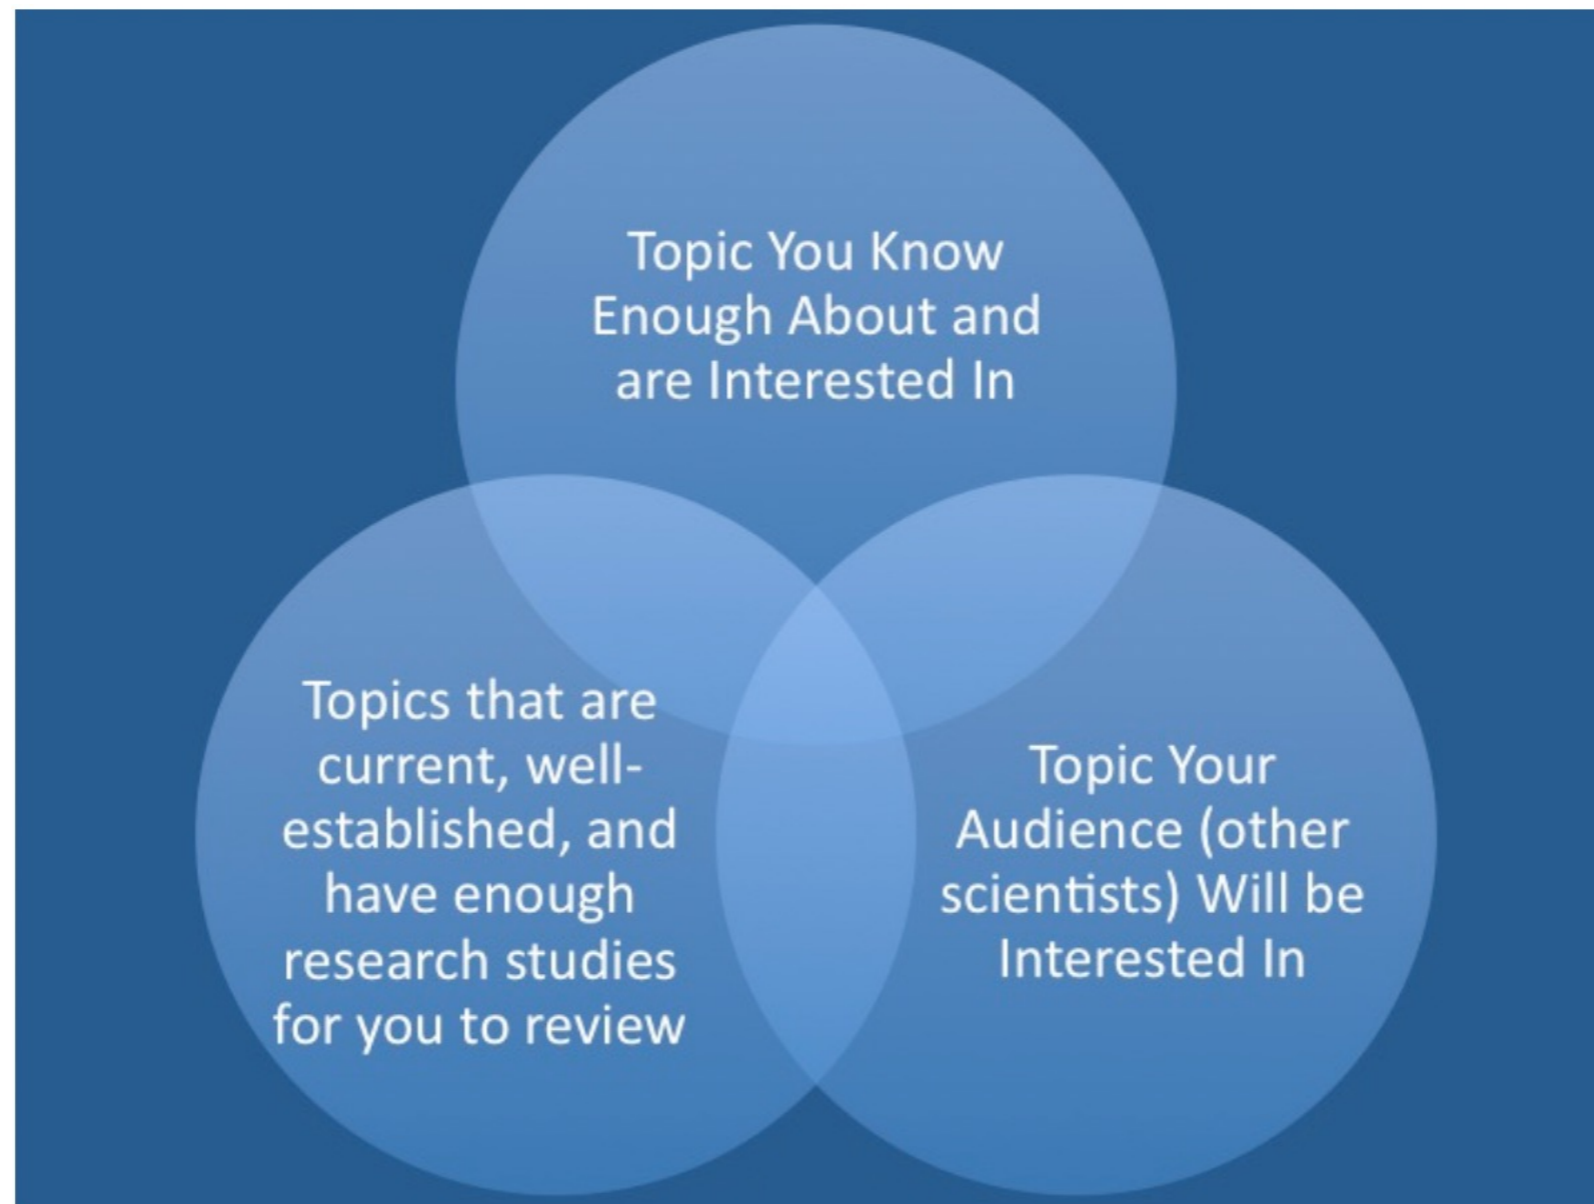 Topic You Know
Enough About and
are Interested In
Topics that are
current, well-
established, and
have enough
research studies
for you to review
Topic Your
Audience (other
scientists) Will be
Interested In